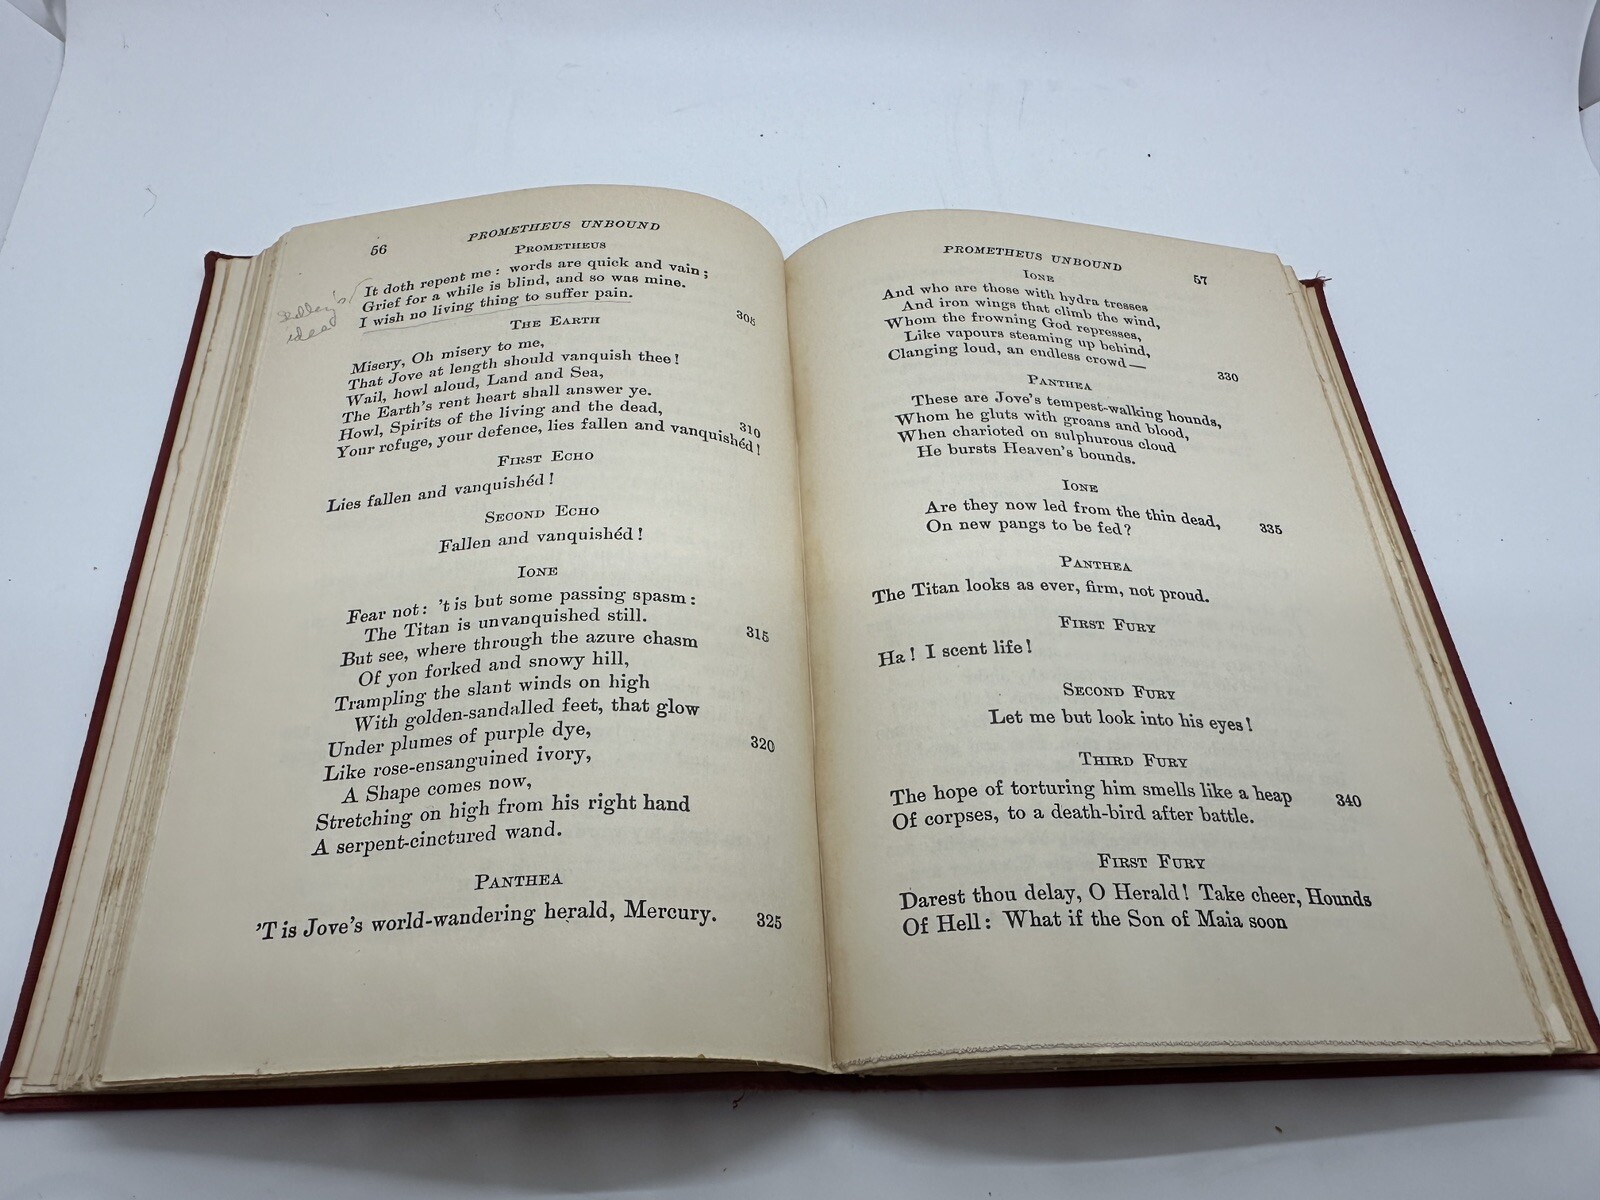 56
PROMETHEUS UNBOUND
PROMETHEUS
It doth repent me: words are quick and vain;
Grief for a while is blind, and so was mine.
I wish no living thing to suffer pain. 305
idea
THE EARTH
Misery, Oh misery to me,
That Jove at length should vanquish thee!
Wail, howl aloud, Land and Sea,
The Earth's rent heart shall answer ye.
Howl, Spirits of the living and the dead, 310
Your refuge, your defence, lies fallen and vanquishéd!
FIRST ECHO
Lies fallen and vanquishéd!
SECOND ECHO
Fallen and vanquishéd!
IONE
Fear not: 't is but some passing spasm:
The Titan is unvanquished still. 315
But see, where through the azure chasm
Of yon forked and snowy hill,
Trampling the slant winds on high
With golden-sandalled feet, that glow
Under plumes of purple dye, 320
Like rose-ensanguined ivory,
A Shape comes now,
Stretching on high from his right hand
A serpent-cinctured wand.
PANTHEA
'T is Jove's world-wandering herald, Mercury. 325
PROMETHEUS UNBOUND
57
IONE
And who are those with hydra tresses
And iron wings that climb the wind,
Whom the frowning God represses,
Like vapours steaming up behind,
Clanging loud, an endless crowd— 330
PANTHEA
These are Jove's tempest-walking hounds,
Whom he gluts with groans and blood,
When charioted on sulphurous cloud
He bursts Heaven's bounds.
IONE
Are they now led from the thin dead, 335
On new pangs to be fed?
PANTHEA
The Titan looks as ever, firm, not proud.
FIRST FURY
Ha! I scent life!
SECOND FURY
Let me but look into his eyes!
THIRD FURY
The hope of torturing him smells like a heap 340
Of corpses, to a death-bird after battle.
FIRST FURY
Darest thou delay, O Herald! Take cheer, Hounds
Of Hell: What if the Son of Maia soon